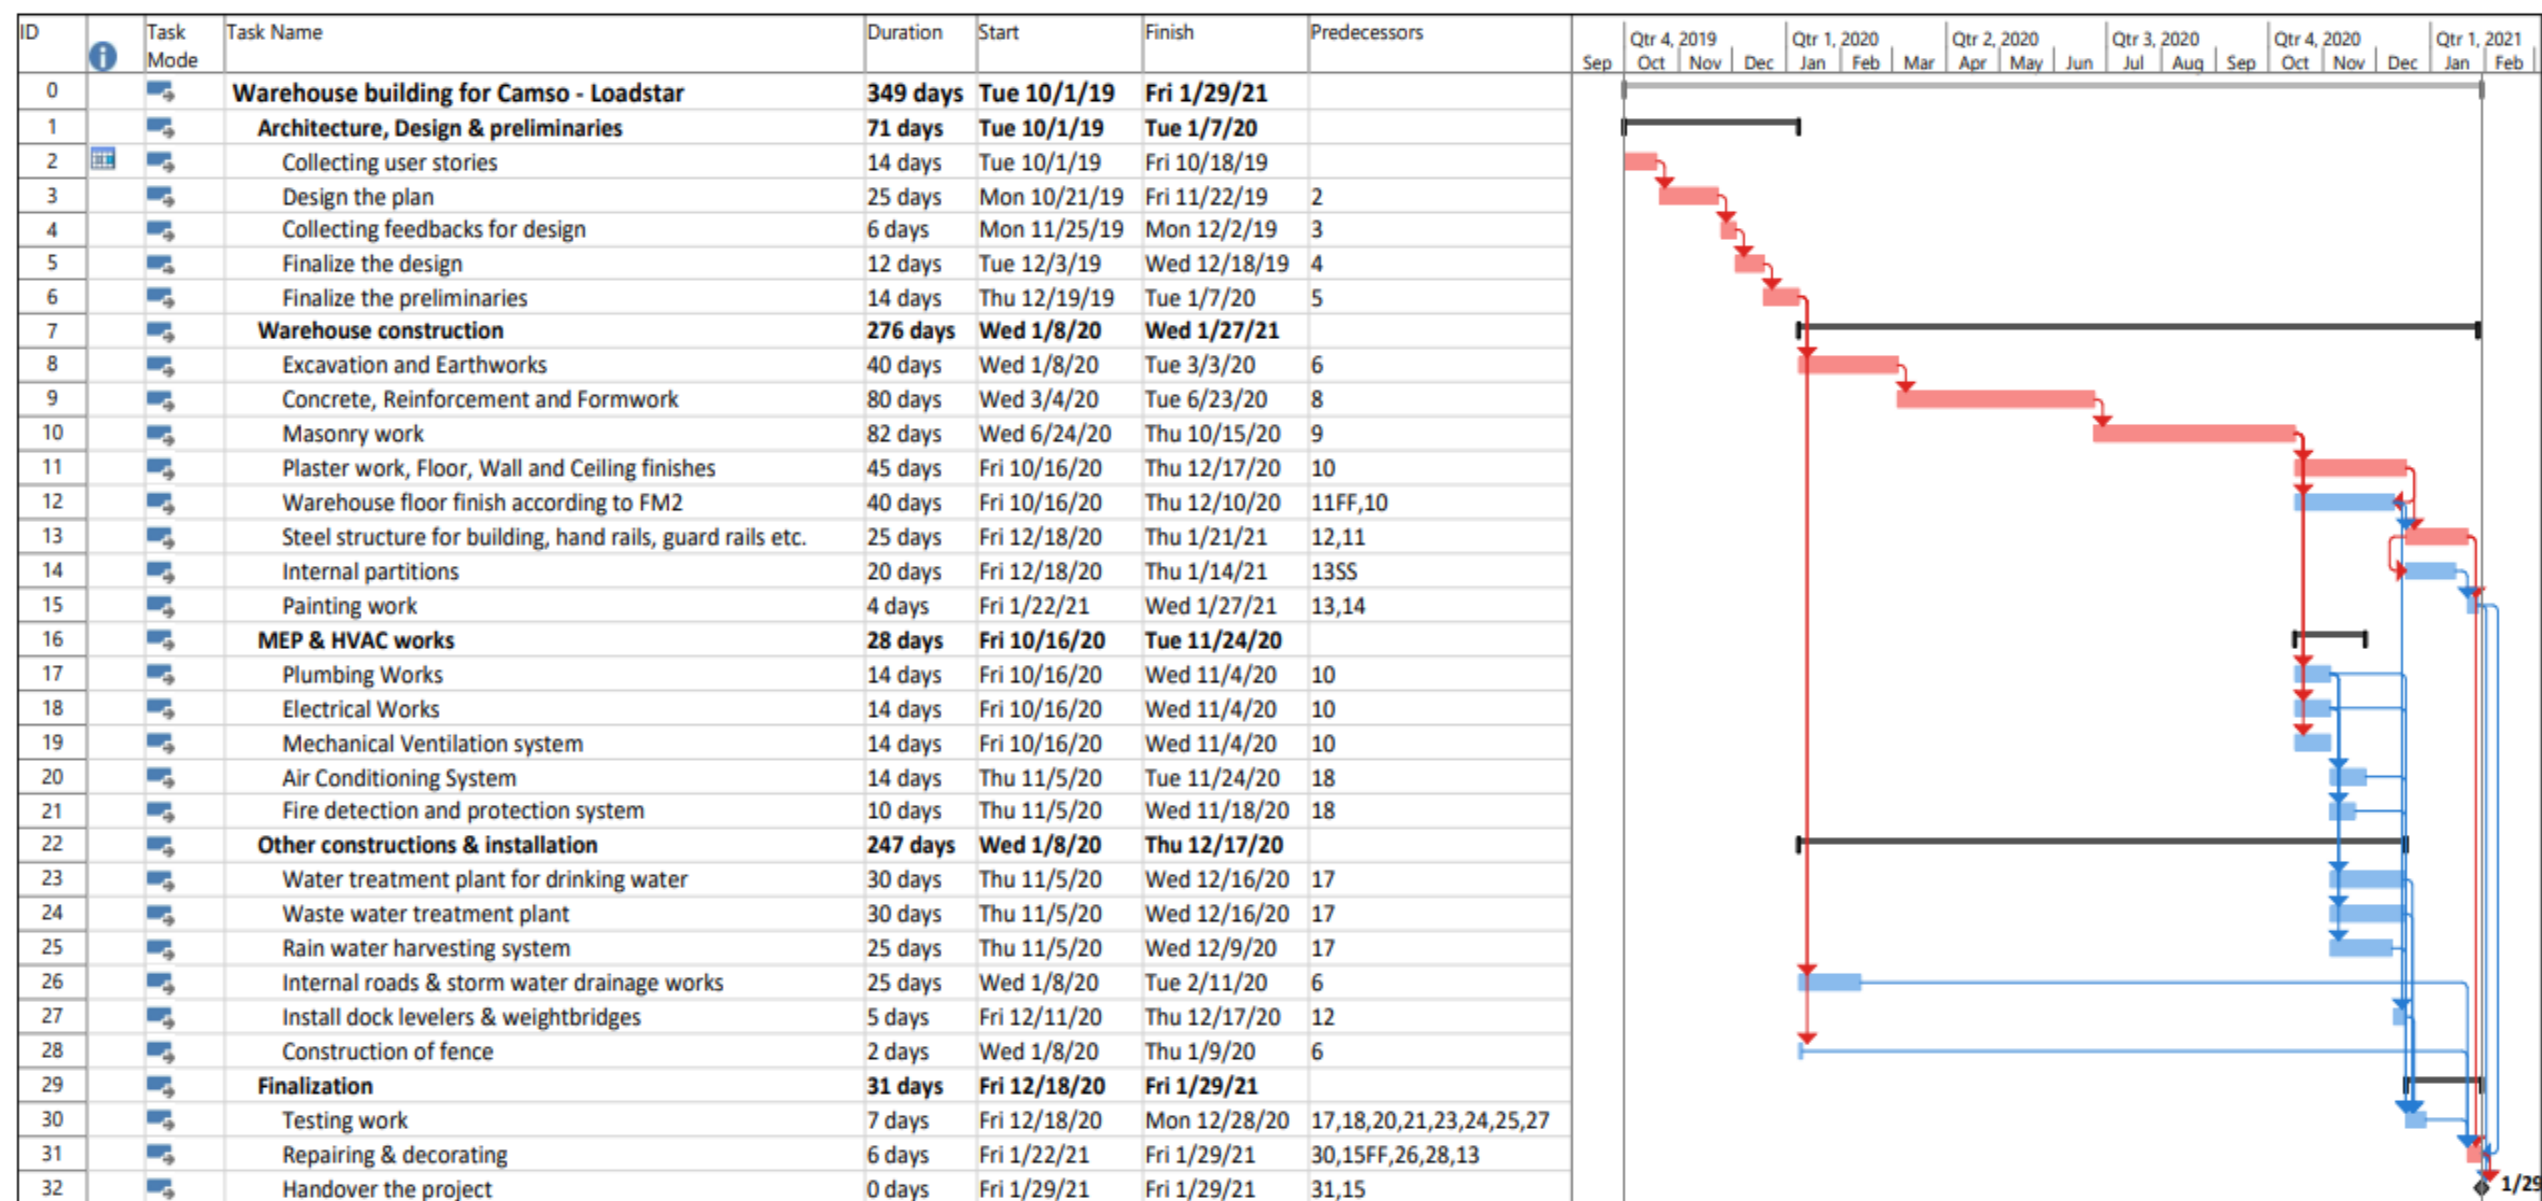 ID Task Mode Task Name Duration Start Finish Predecessors
Qtr 4, 2019 Qtr 1, 2020 Qtr 2, 2020 Qtr 3, 2020 Qtr 4, 2020 Qtr 1, 2021
Sep Oct Nov Dec Jan Feb Mar Apr May Jun Jul Aug Sep Oct Nov Dec Jan Feb
0 Warehouse building for Camso - Loadstar 349 days Tue 10/1/19 Fri 1/29/21
1 Architecture, Design & preliminaries 71 days Tue 10/1/19 Tue 1/7/20
2 Collecting user stories 14 days Tue 10/1/19 Fri 10/18/19
3 Design the plan 25 days Mon 10/21/19 Fri 11/22/19 2
4 Collecting feedbacks for design 6 days Mon 11/25/19 Mon 12/2/19 3
5 Finalize the design 12 days Tue 12/3/19 Wed 12/18/19 4
6 Finalize the preliminaries 14 days Thu 12/19/19 Tue 1/7/20 5
7 Warehouse construction 276 days Wed 1/8/20 Wed 1/27/21
8 Excavation and Earthworks 40 days Wed 1/8/20 Tue 3/3/20 6
9 Concrete, Reinforcement and Formwork 80 days Wed 3/4/20 Tue 6/23/20 8
10 Masonry work 82 days Wed 6/24/20 Thu 10/15/20 9
11 Plaster work, Floor, Wall and Ceiling finishes 45 days Fri 10/16/20 Thu 12/17/20 10
12 Warehouse floor finish according to FM2 40 days Fri 10/16/20 Thu 12/10/20 11FF,10
13 Steel structure for building, hand rails, guard rails etc. 25 days Fri 12/18/20 Thu 1/21/21 12,11
14 Internal partitions 20 days Fri 12/18/20 Thu 1/14/21 13SS
15 Painting work 4 days Fri 1/22/21 Wed 1/27/21 13,14
16 MEP & HVAC works 28 days Fri 10/16/20 Tue 11/24/20
17 Plumbing Works 14 days Fri 10/16/20 Wed 11/4/20 10
18 Electrical Works 14 days Fri 10/16/20 Wed 11/4/20 10
19 Mechanical Ventilation system 14 days Fri 10/16/20 Wed 11/4/20 10
20 Air Conditioning System 14 days Thu 11/5/20 Tue 11/24/20 18
21 Fire detection and protection system 10 days Thu 11/5/20 Wed 11/18/20 18
22 Other constructions & installation 247 days Wed 1/8/20 Thu 12/17/20
23 Water treatment plant for drinking water 30 days Thu 11/5/20 Wed 12/16/20 17
24 Waste water treatment plant 30 days Thu 11/5/20 Wed 12/16/20 17
25 Rain water harvesting system 25 days Thu 11/5/20 Wed 12/9/20 17
26 Internal roads & storm water drainage works 25 days Wed 1/8/20 Tue 2/11/20 6
27 Install dock levelers & weightbridges 5 days Fri 12/11/20 Thu 12/17/20 12
28 Construction of fence 2 days Wed 1/8/20 Thu 1/9/20 6
29 Finalization 31 days Fri 12/18/20 Fri 1/29/21
30 Testing work 7 days Fri 12/18/20 Mon 12/28/20 17,18,20,21,23,24,25,27
31 Repairing & decorating 6 days Fri 1/22/21 Fri 1/29/21 30,15FF,26,28,13
32 Handover the project 0 days Fri 1/29/21 Fri 1/29/21 31,15 1/29